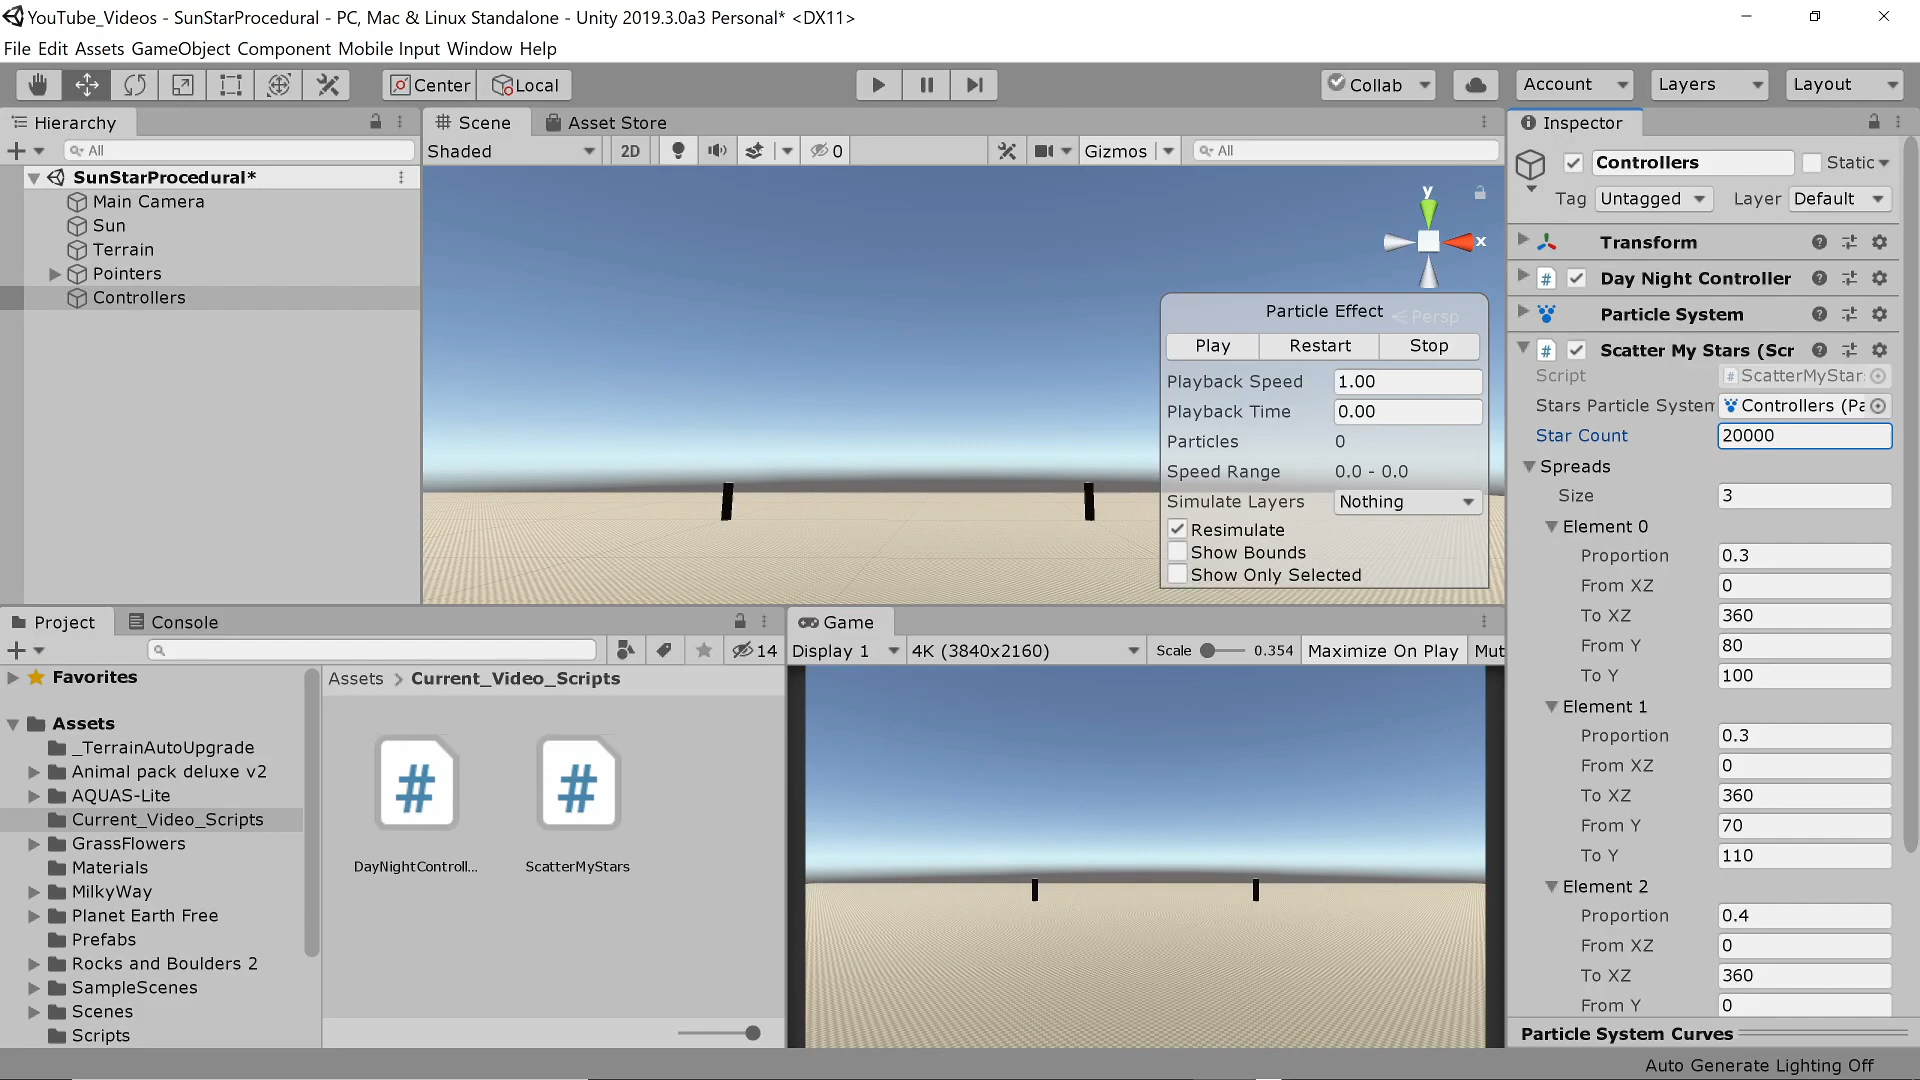 YouTube_Videos - SunStarProcedural - PC, Mac & Linux Standalone - Unity 2019.3.0a3 Personal* <DX11>
File Edit Assets GameObject Component Mobile Input Window Help
Center Local Collab Account Layers Layout
Hierarchy
All
SunStarProcedural*
Main Camera
Sun
Terrain
Pointers
Controllers
Scene Asset Store
Shaded 2D 0 Gizmos All
y
x
Persp
Particle Effect
Play Restart Stop
Playback Speed 1.00
Playback Time 0.00
Particles 0
Speed Range 0.0 - 0.0
Simulate Layers Nothing
Resimulate
Show Bounds
Show Only Selected
Project Console
14
Favorites
Assets
_TerrainAutoUpgrade
Animal pack deluxe v2
AQUAS-Lite
Current_Video_Scripts
GrassFlowers
Materials
MilkyWay
Planet Earth Free
Prefabs
Rocks and Boulders 2
SampleScenes
Scenes
Scripts
Assets > Current_Video_Scripts
#
DayNightControll...
#
ScatterMyStars
Game
Display 1 4K (3840x2160) Scale 0.354 Maximize On Play Mut
Inspector
Controllers Static
Tag Untagged Layer Default
Transform
# Day Night Controller
Particle System
# Scatter My Stars (Scr
Script # ScatterMyStar
Stars Particle System Controllers (Pa
Star Count 20000
Spreads
Size 3
Element 0
Proportion 0.3
From XZ 0
To XZ 360
From Y 80
To Y 100
Element 1
Proportion 0.3
From XZ 0
To XZ 360
From Y 70
To Y 110
Element 2
Proportion 0.4
From XZ 0
To XZ 360
From Y 0
Particle System Curves
Auto Generate Lighting Off